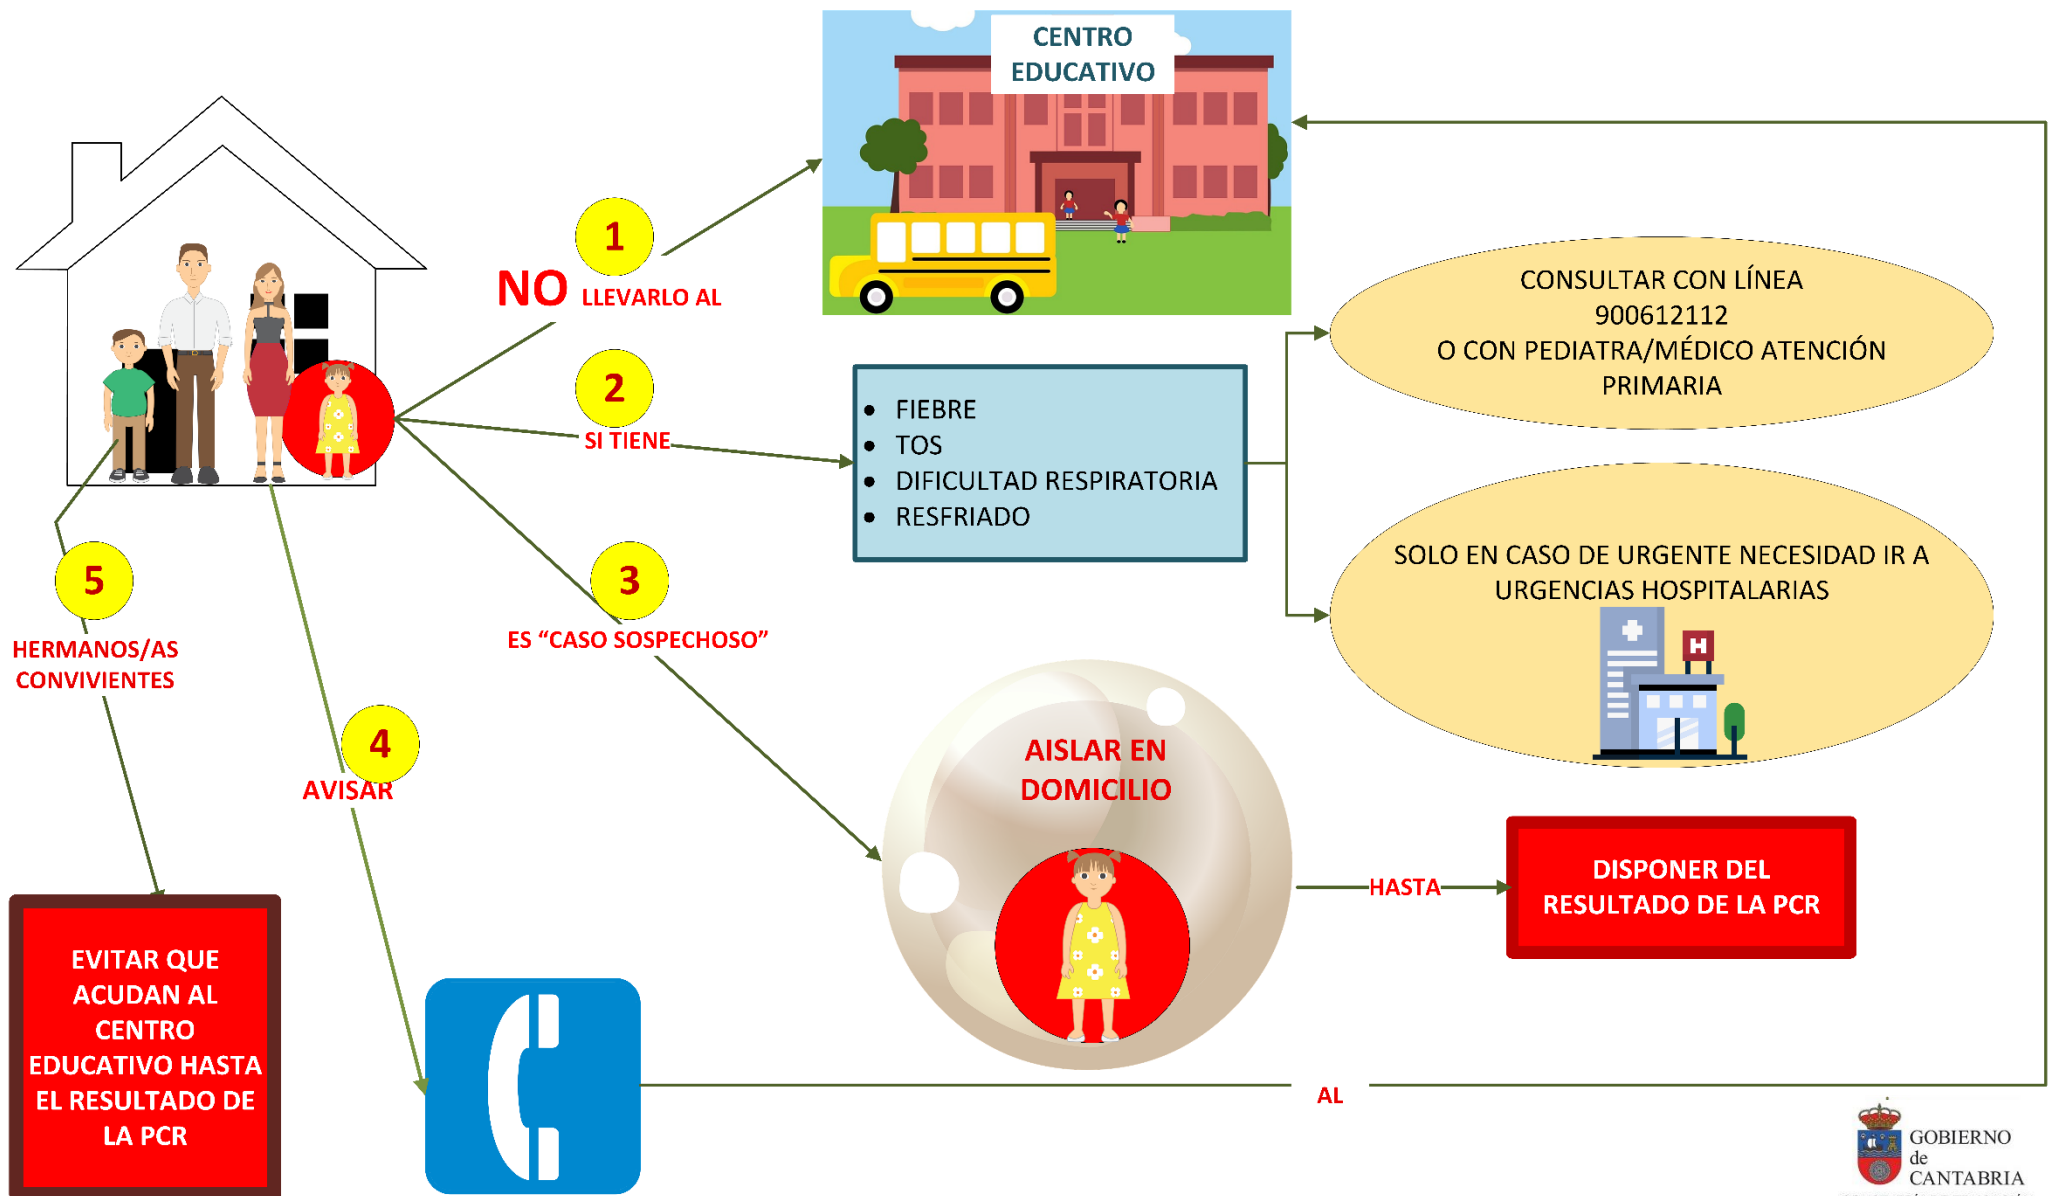 CENTRO
EDUCATIVO
1
NO LLEVARLO AL
2
SI TIENE
• FIEBRE
• TOS
• DIFICULTAD RESPIRATORIA
• RESFRIADO
CONSULTAR CON LÍNEA
900612112
O CON PEDIATRA/MÉDICO ATENCIÓN
PRIMARIA
SOLO EN CASO DE URGENTE NECESIDAD IR A
URGENCIAS HOSPITALARIAS
H
3
ES “CASO SOSPECHOSO”
AISLAR EN
DOMICILIO
HASTA
DISPONER DEL
RESULTADO DE LA PCR
4
AVISAR
AL
5
HERMANOS/AS
CONVIVIENTES
EVITAR QUE
ACUDAN AL
CENTRO
EDUCATIVO HASTA
EL RESULTADO DE
LA PCR
GOBIERNO
de
CANTABRIA